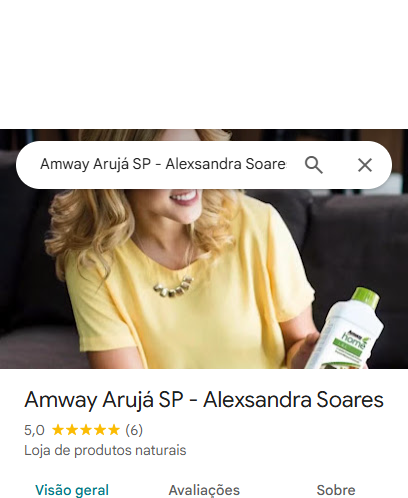 Amway Arujá SP - Alexsandra Soare
Amway
home
Amway Arujá SP - Alexsandra Soares
5,0 (6)
Loja de produtos naturais
Visão geral Avaliações Sobre